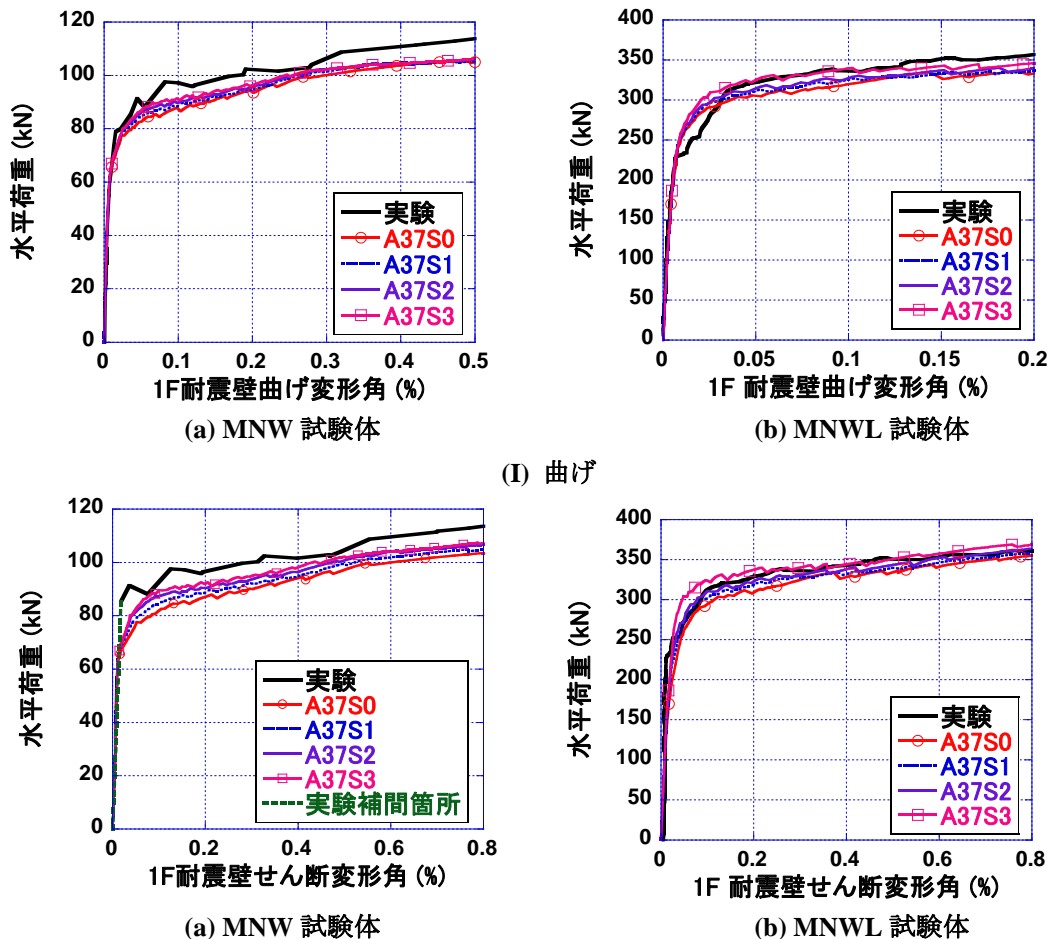 120
100
80
60
40
20
0
水平荷重 (kN)
実験
A37S0
A37S1
A37S2
A37S3
0 0.1 0.2 0.3 0.4 0.5
1F耐震壁曲げ変形角 (%)
(a) MNW 試験体
400
350
300
250
200
150
100
50
0
水平荷重 (kN)
実験
A37S0
A37S1
A37S2
A37S3
0 0.05 0.1 0.15 0.2
1F 耐震壁曲げ変形角 (%)
(b) MNWL 試験体
(I) 曲げ
120
100
80
60
40
20
0
水平荷重 (kN)
実験
A37S0
A37S1
A37S2
A37S3
実験補間箇所
0 0.2 0.4 0.6 0.8
1F耐震壁せん断変形角 (%)
(a) MNW 試験体
400
350
300
250
200
150
100
50
0
水平荷重 (kN)
実験
A37S0
A37S1
A37S2
A37S3
0 0.2 0.4 0.6 0.8
1F 耐震壁せん断変形角 (%)
(b) MNWL 試験体